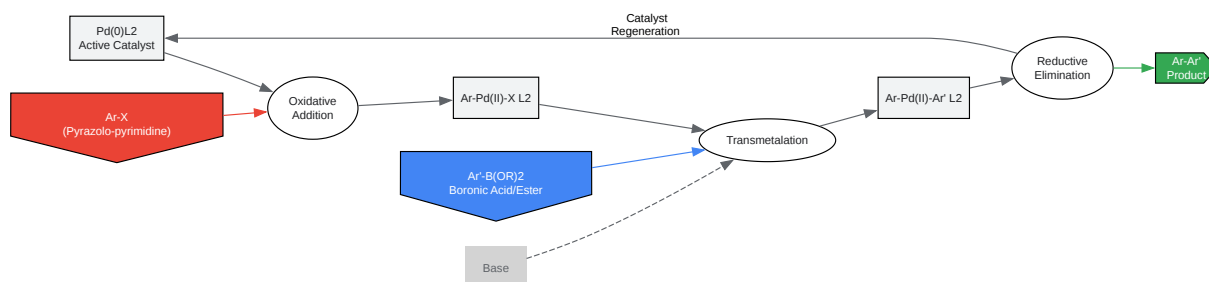 Pd(0)L2
Active Catalyst
Catalyst
Regeneration
Reductive
Elimination
Ar-Ar'
Product
Ar-X
(Pyrazolo-pyrimidine)
Oxidative
Addition
Ar-Pd(II)-X L2
Ar-Pd(II)-Ar' L2
Transmetalation
Ar'-B(OR)2
Boronic Acid/Ester
Base